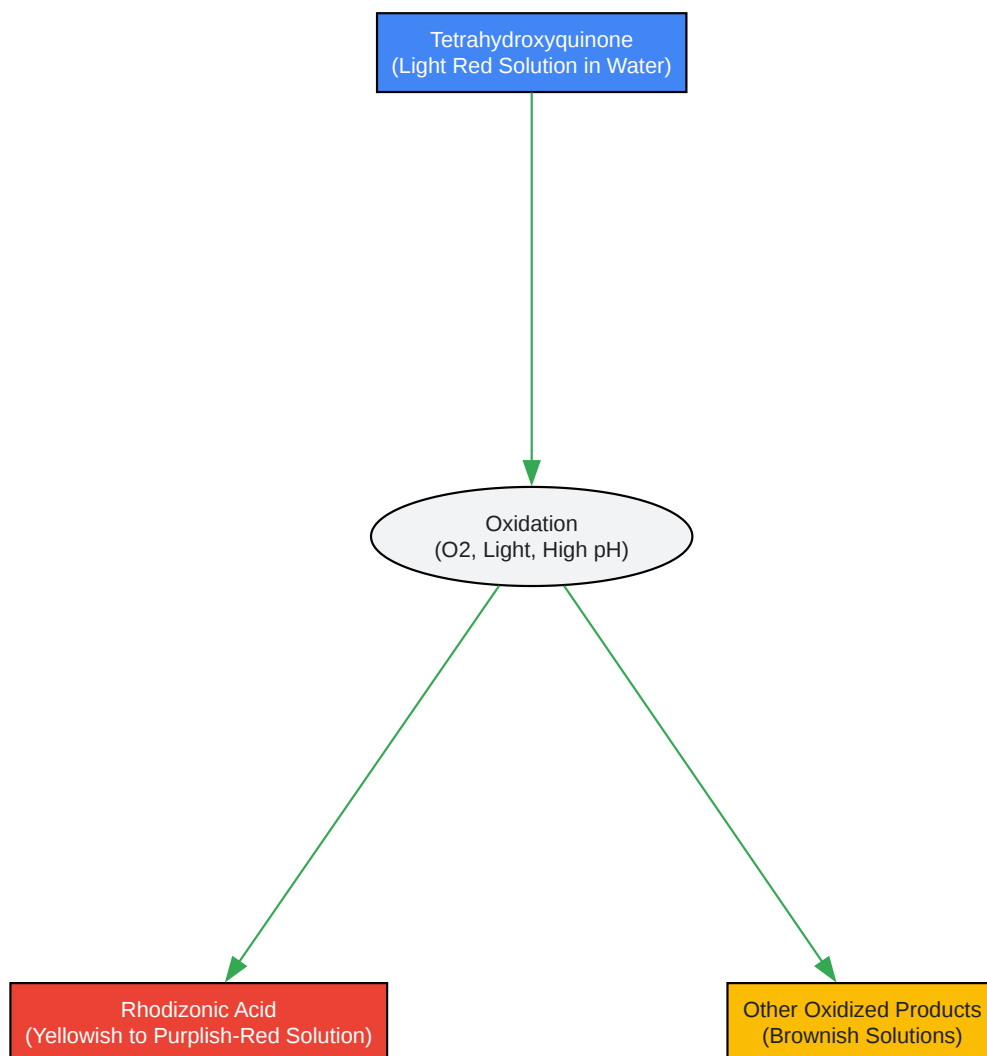 Tetrahydroxyquinone
(Light Red Solution in Water)
Oxidation
(O2, Light, High pH)
Rhodizonic Acid
(Yellowish to Purplish-Red Solution)
Other Oxidized Products
(Brownish Solutions)